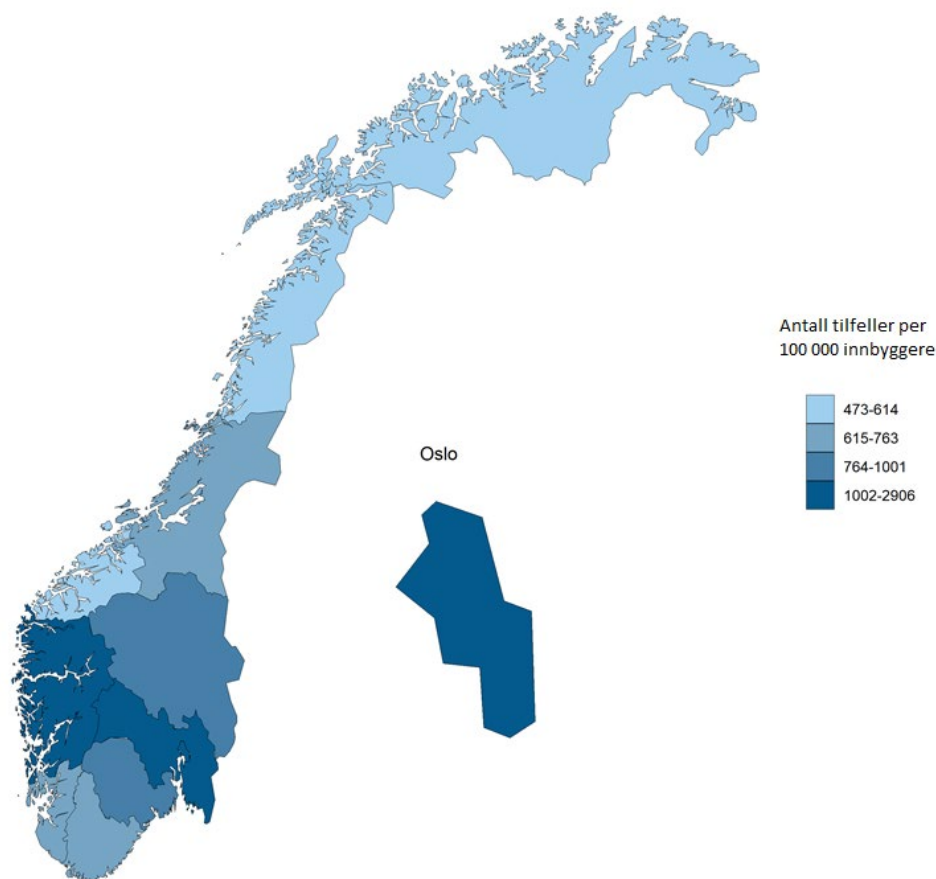 Antall tilfeller per
100 000 innbyggere
473-614
615-763
764-1001
1002-2906
Oslo